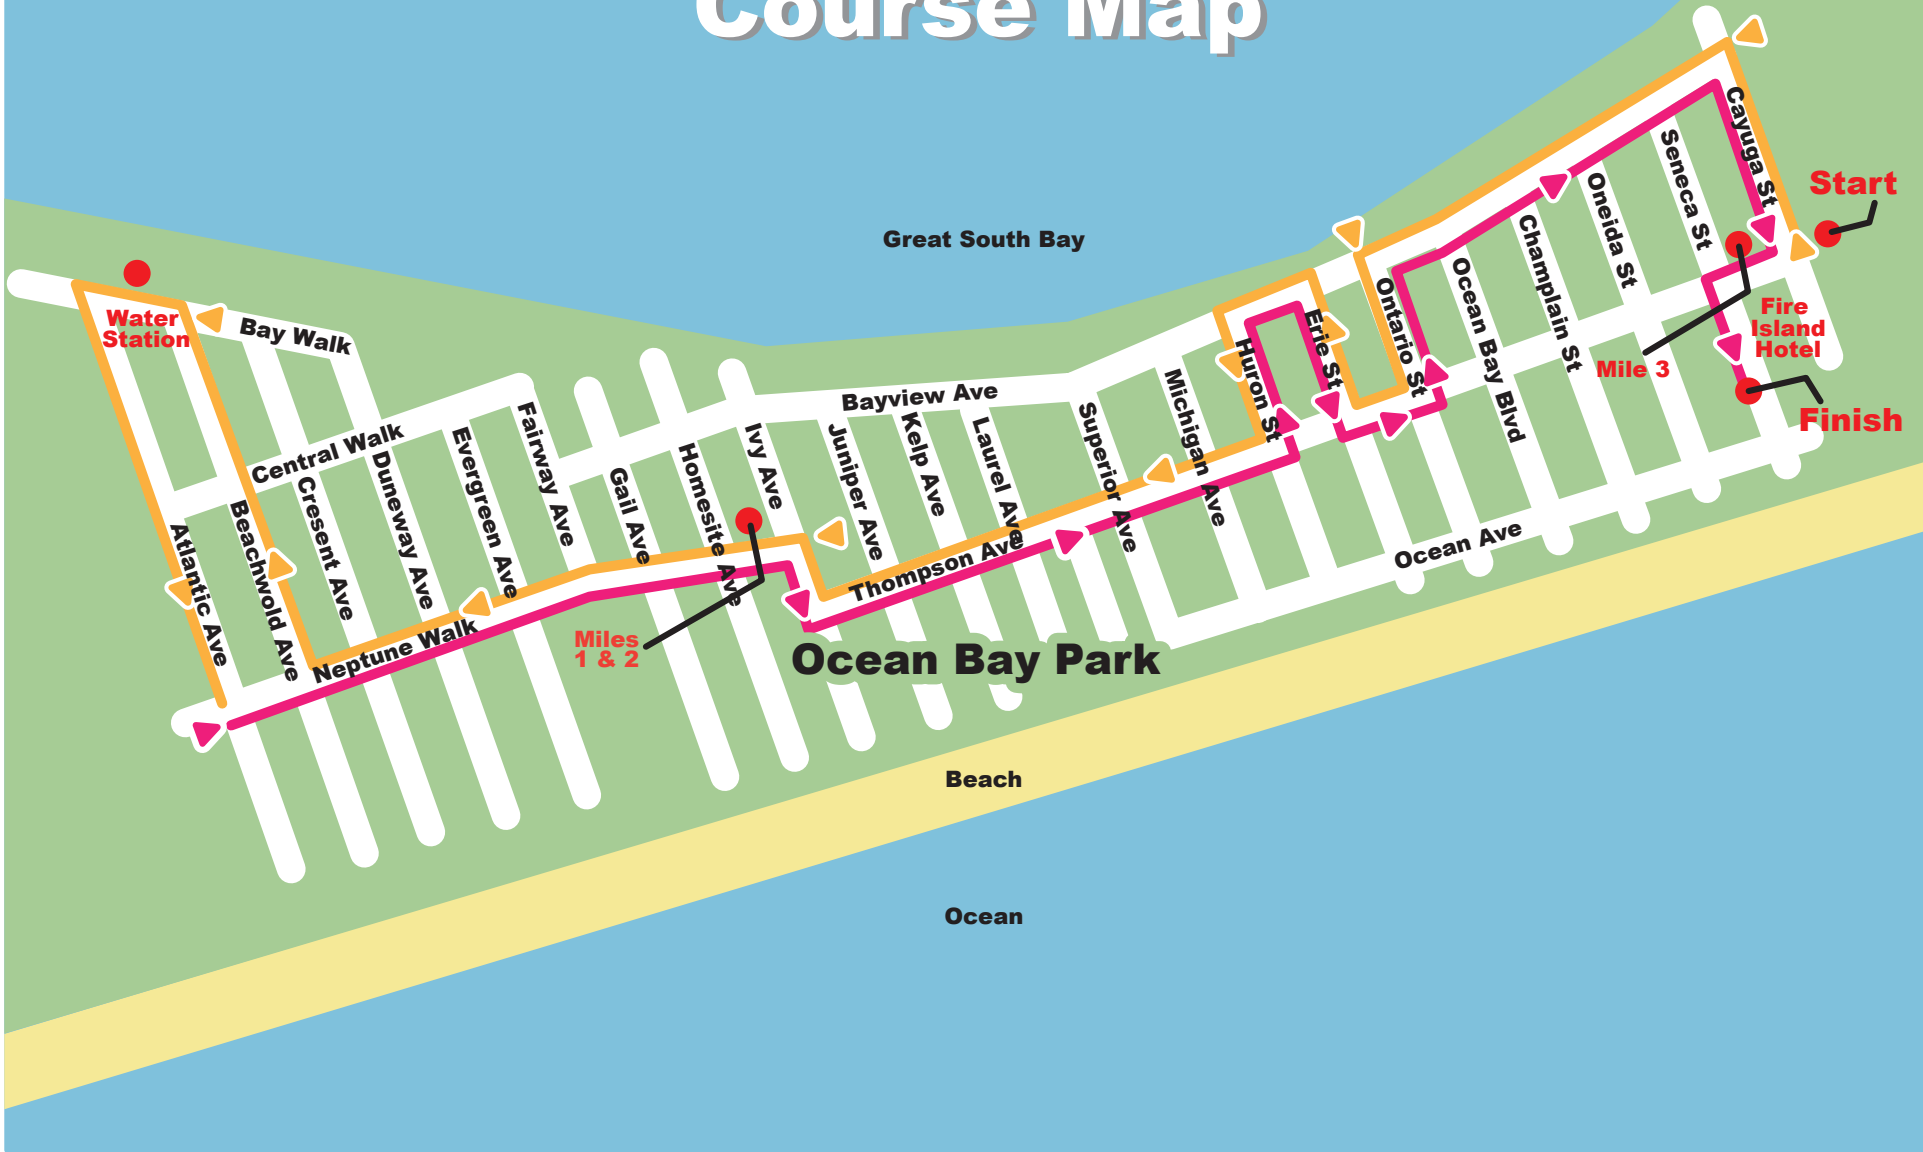 Course Map
Great South Bay
Start
Cayuga St
Seneca St
Oneida St
Champlain St
Ocean Bay Blvd
Ontario St
Erie St
Huron St
Michigan Ave
Superior Ave
Laurel Ave
Kelp Ave
Juniper Ave
Ivy Ave
Homesite Ave
Gail Ave
Fairway Ave
Evergreen Ave
Duneway Ave
Cresent Ave
Beachwold Ave
Atlantic Ave
Water
Station
Bay Walk
Central Walk
Bayview Ave
Neptune Walk
Thompson Ave
Ocean Ave
Fire
Island
Hotel
Mile 3
Finish
Miles
1 & 2
Ocean Bay Park
Beach
Ocean